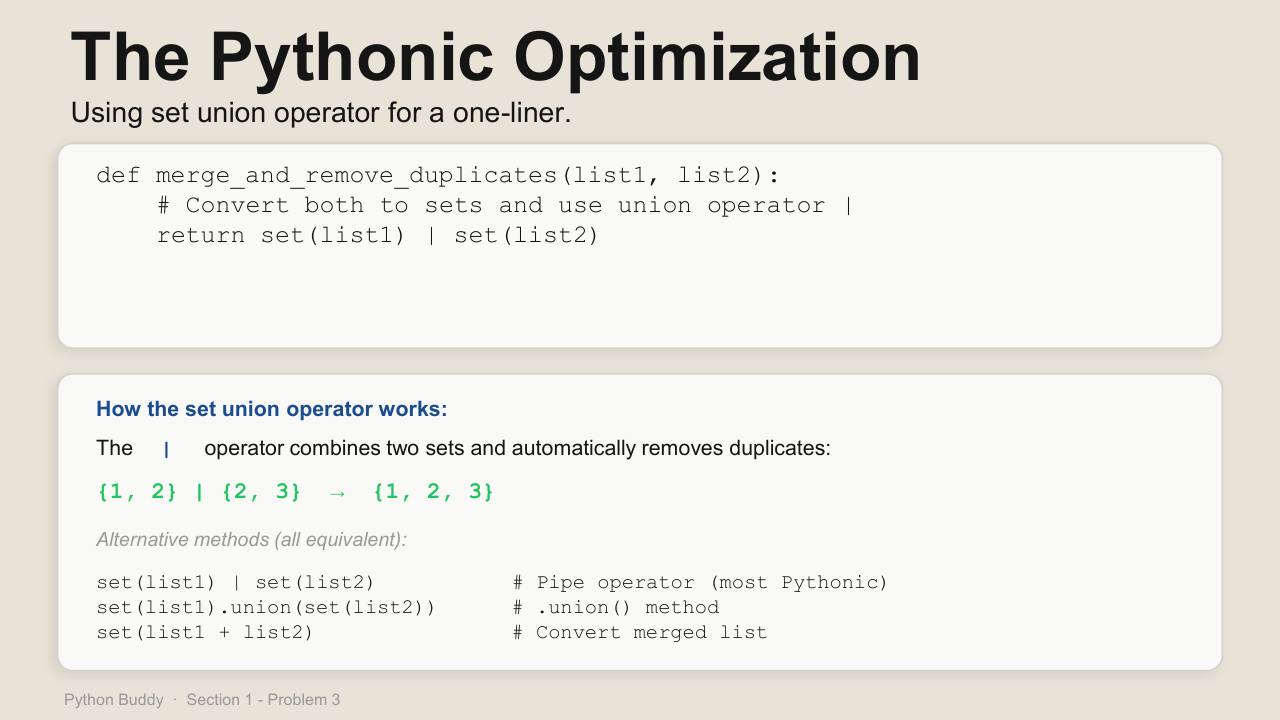 The Pythonic Optimization
Using set union operator for a one-liner.
def merge_and_remove_duplicates(list1, list2):
    # Convert both to sets and use union operator |
    return set(list1) | set(list2)
How the set union operator works:
The | operator combines two sets and automatically removes duplicates:
{1, 2} | {2, 3} → {1, 2, 3}
Alternative methods (all equivalent):
set(list1) | set(list2) # Pipe operator (most Pythonic)
set(list1).union(set(list2)) # .union() method
set(list1 + list2) # Convert merged list
Python Buddy · Section 1 - Problem 3